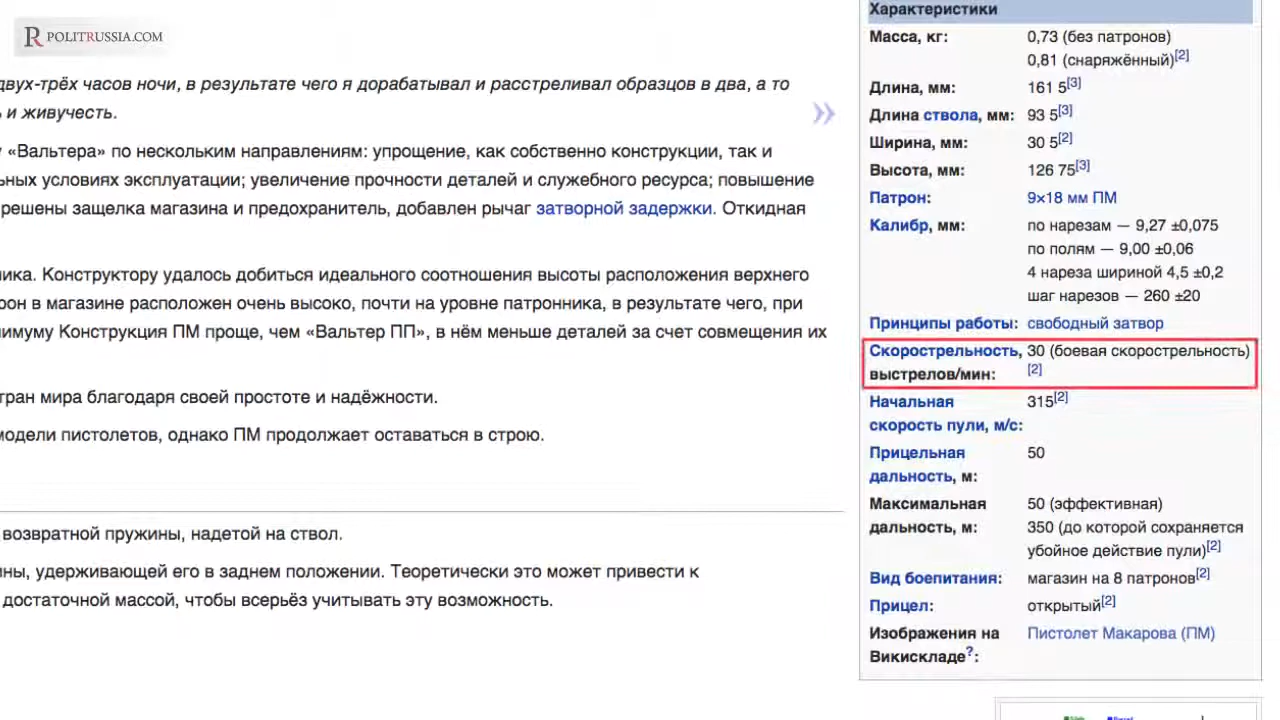 POLITRUSSIA.COM
двух-трёх часов ночи, в результате чего я дорабатывал и расстреливал образцов в два, а то
и живучесть.
«Вальтера» по нескольким направлениям: упрощение, как собственно конструкции, так и
ьных условиях эксплуатации; увеличение прочности деталей и служебного ресурса; повышение
решены защелка магазина и предохранитель, добавлен рычаг затворной задержки. Откидная
ика. Конструктору удалось добиться идеального соотношения высоты расположения верхнего
рон в магазине расположен очень высоко, почти на уровне патронника, в результате чего, при
нимуму Конструкция ПМ проще, чем «Вальтер ПП», в нём меньше деталей за счет совмещения их
тран мира благодаря своей простоте и надёжности.
модели пистолетов, однако ПМ продолжает оставаться в строю.
возвратной пружины, надетой на ствол.
ины, удерживающей его в заднем положении. Теоретически это может привести к
достаточной массой, чтобы всерьёз учитывать эту возможность.
Характеристики
Масса, кг: 0,73 (без патронов)
0,81 (снаряжённый)[2]
Длина, мм: 161 5[3]
Длина ствола, мм: 93 5[3]
Ширина, мм: 30 5[2]
Высота, мм: 126 75[3]
Патрон: 9×18 мм ПМ
Калибр, мм: по нарезам — 9,27 ±0,075
по полям — 9,00 ±0,06
4 нареза шириной 4,5 ±0,2
шаг нарезов — 260 ±20
Принципы работы: свободный затвор
Скорострельность, 30 (боевая скорострельность)
выстрелов/мин: [2]
Начальная 315[2]
скорость пули, м/с:
Прицельная 50
дальность, м:
Максимальная 50 (эффективная)
дальность, м: 350 (до которой сохраняется
убойное действие пули)[2]
Вид боепитания: магазин на 8 патронов[2]
Прицел: открытый[2]
Изображения на Пистолет Макарова (ПМ)
Викискладе?: